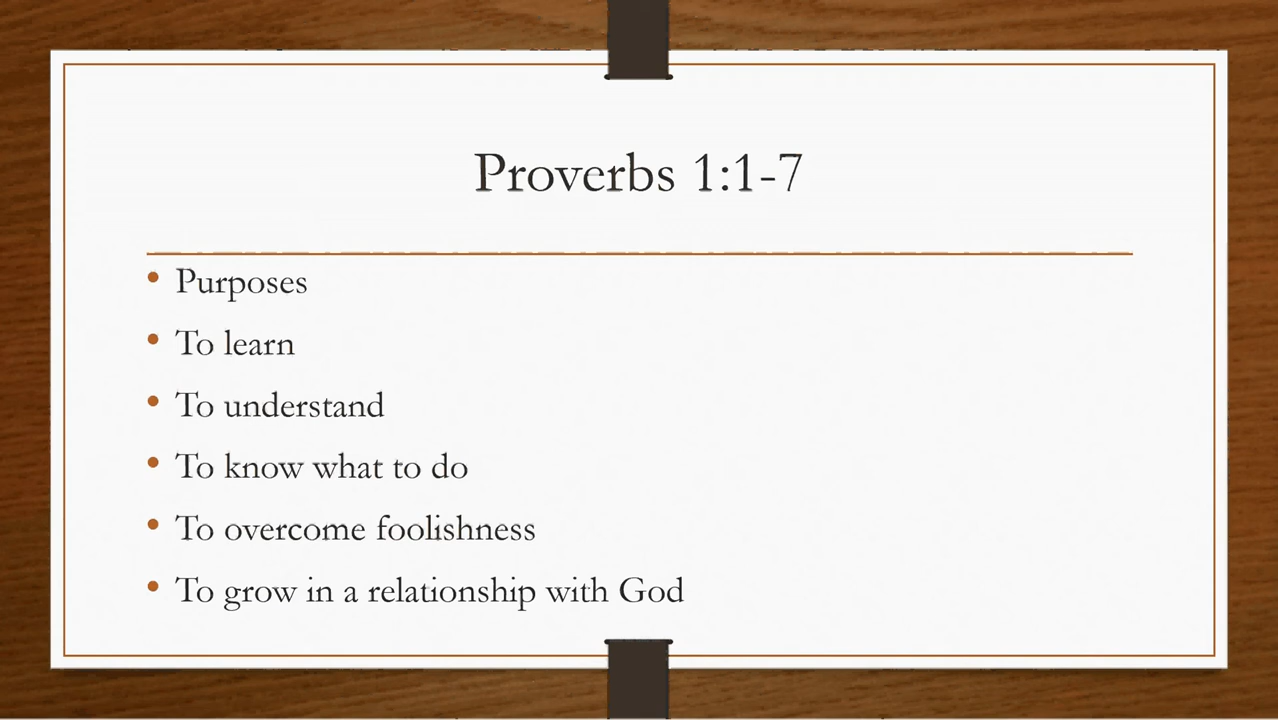 Proverbs 1:1-7
• Purposes
• To learn
• To understand
• To know what to do
• To overcome foolishness
• To grow in a relationship with God